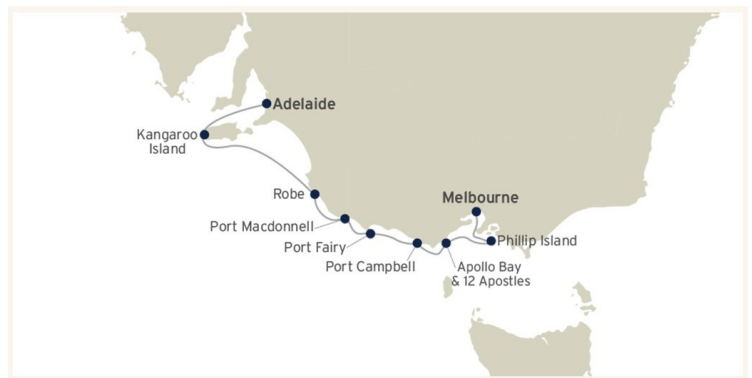 Adelaide
Kangaroo
Island
Robe
Melbourne
Port Macdonnell
Phillip Island
Port Fairy
Port Campbell
Apollo Bay
& 12 Apostles